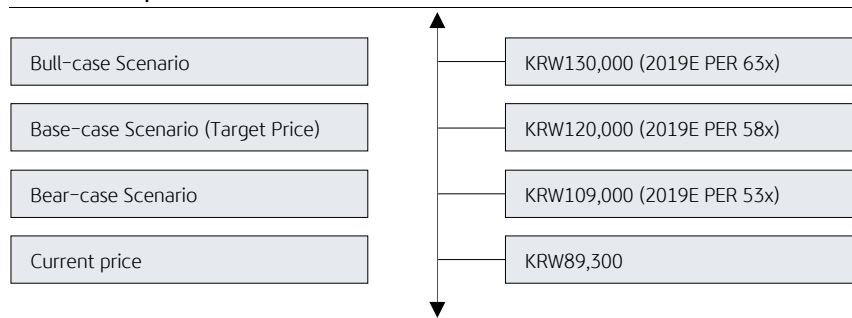 Bull-case Scenario
KRW130,000 (2019E PER 63x)
Base-case Scenario (Target Price)
KRW120,000 (2019E PER 58x)
Bear-case Scenario
KRW109,000 (2019E PER 53x)
Current price
KRW89,300